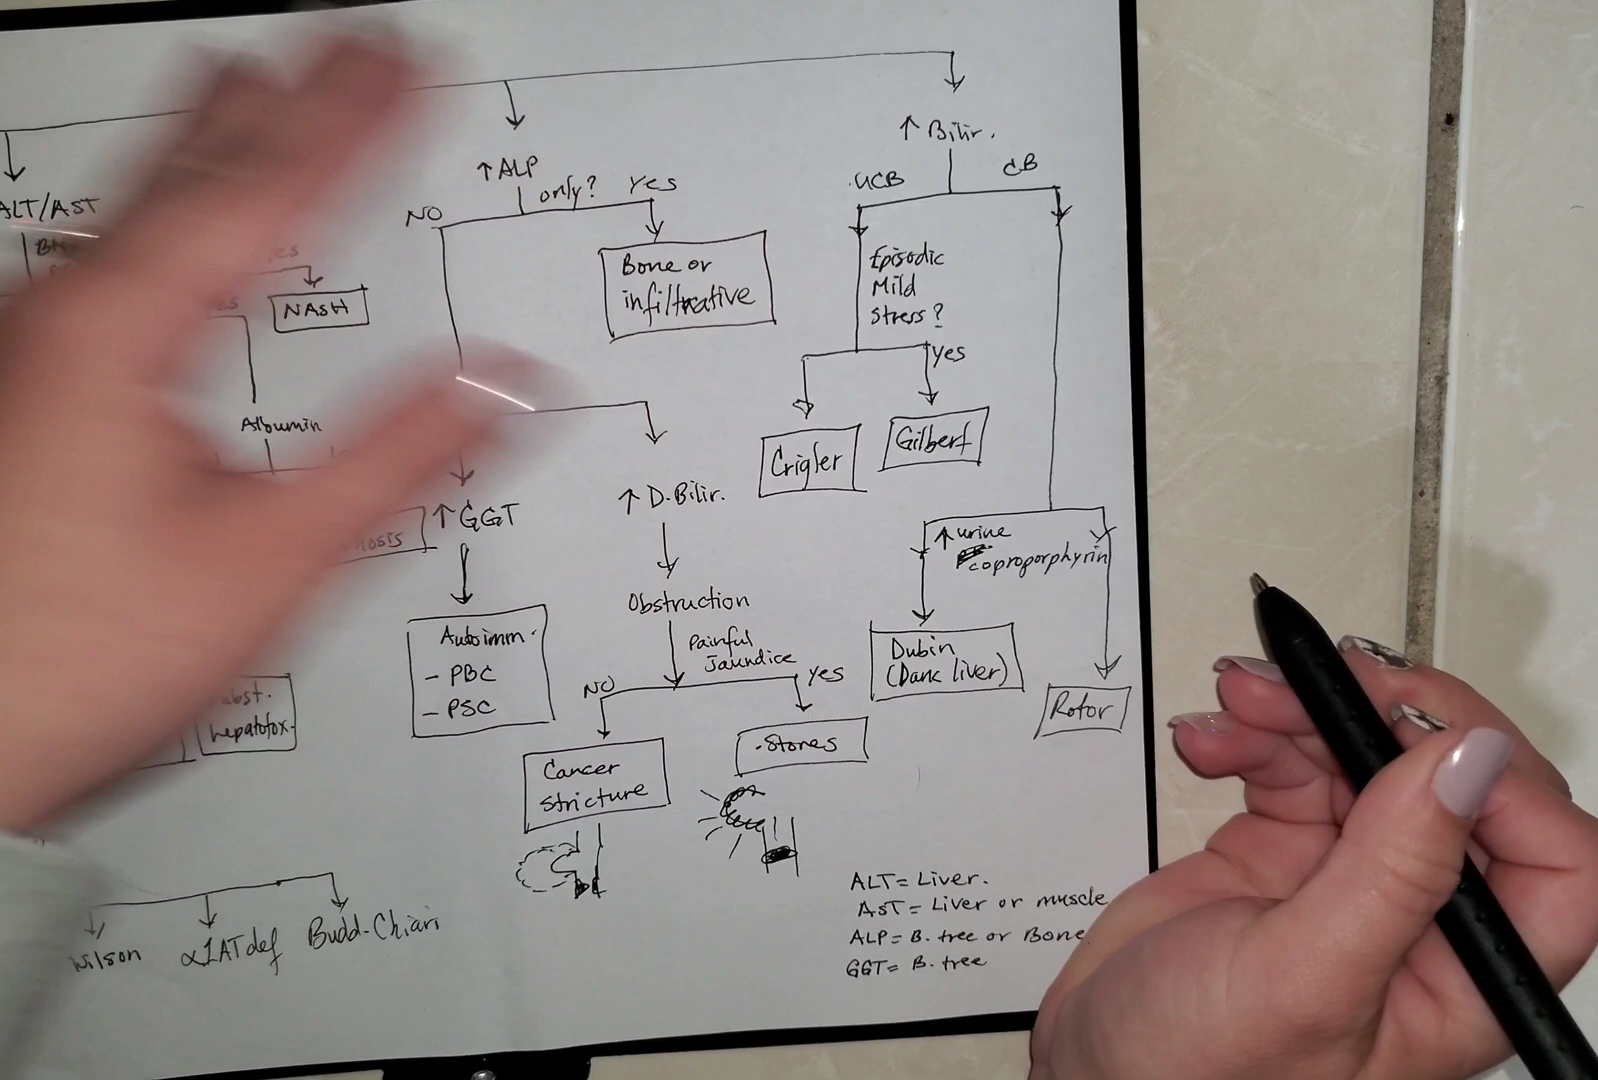 ALT/AST
NASH
Albumin
hepatotox.
Wilson
α1AT def
Budd-Chiari
↑ ALP
only?
NO
Yes
Bone or
infiltrative
↑ GGT
Autoimm.
- PBC
- PSC
↑ D.Bilir.
Obstruction
Painful
Jaundice
NO
Yes
Cancer
stricture
-Stones
↑ Bilir.
UCB
CB
Episodic
Mild
Stress?
yes
Crigler
Gilbert
↑ urine
coproporphyrin
Dubin
(Dark liver)
Rotor
ALT= Liver.
AST= Liver or muscle
ALP= B. tree or Bone
GGT= B. tree